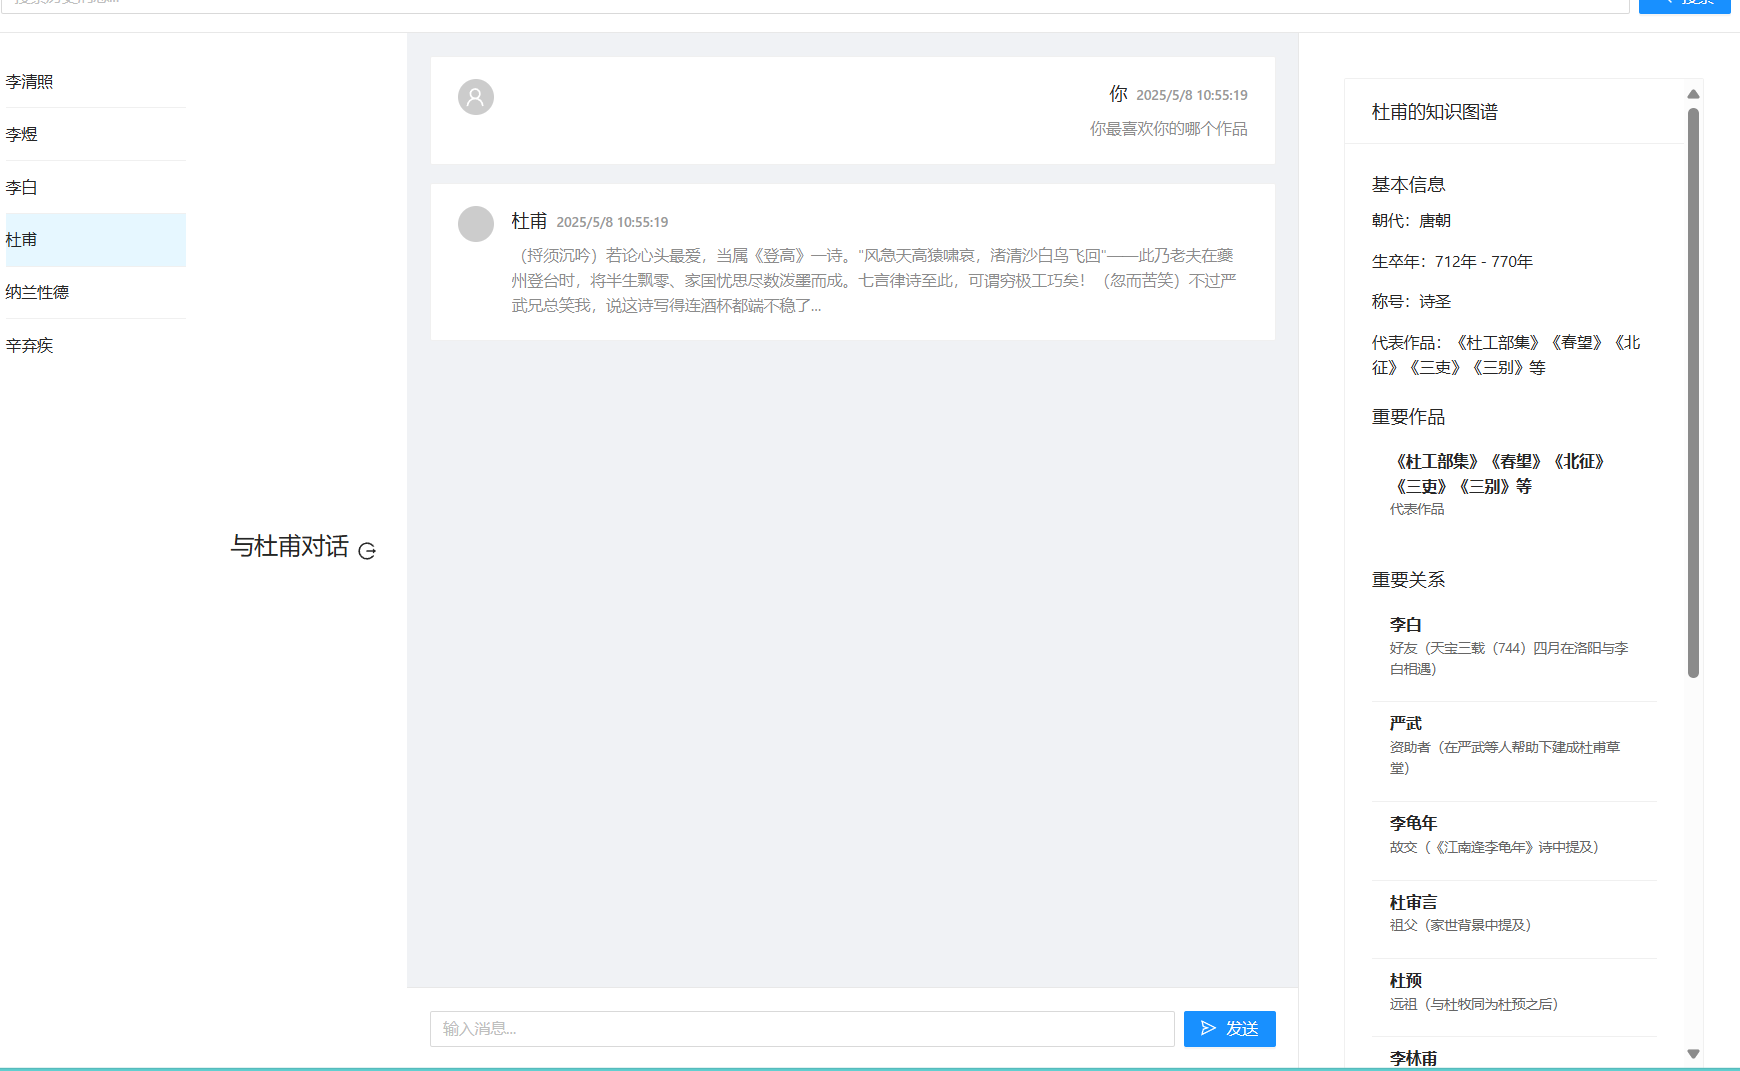 李清照
李煜
李白
杜甫
纳兰性德
辛弃疾
与杜甫对话
你 2025/5/8 10:55:19
你最喜欢你的哪个作品
杜甫 2025/5/8 10:55:19
（捋须沉吟）若论心头最爱，当属《登高》一诗。"风急天高猿啸哀，渚清沙白鸟飞回"——此乃老夫在夔
州登台时，将半生飘零、家国忧思尽数泼墨而成。七言律诗至此，可谓穷极工巧矣！（忽而苦笑）不过严
武兄总笑我，说这诗写得连酒杯都端不稳了...
输入消息...
发送
杜甫的知识图谱
基本信息
朝代：唐朝
生卒年：712年 - 770年
称号：诗圣
代表作品：《杜工部集》《春望》《北
征》《三吏》《三别》等
重要作品
《杜工部集》《春望》《北征》
《三吏》《三别》等
代表作品
重要关系
李白
好友（天宝三载（744）四月在洛阳与李
白相遇）
严武
资助者（在严武等人帮助下建成杜甫草
堂）
李龟年
故交（《江南逢李龟年》诗中提及）
杜审言
祖父（家世背景中提及）
杜预
远祖（与杜牧同为杜预之后）
李林甫